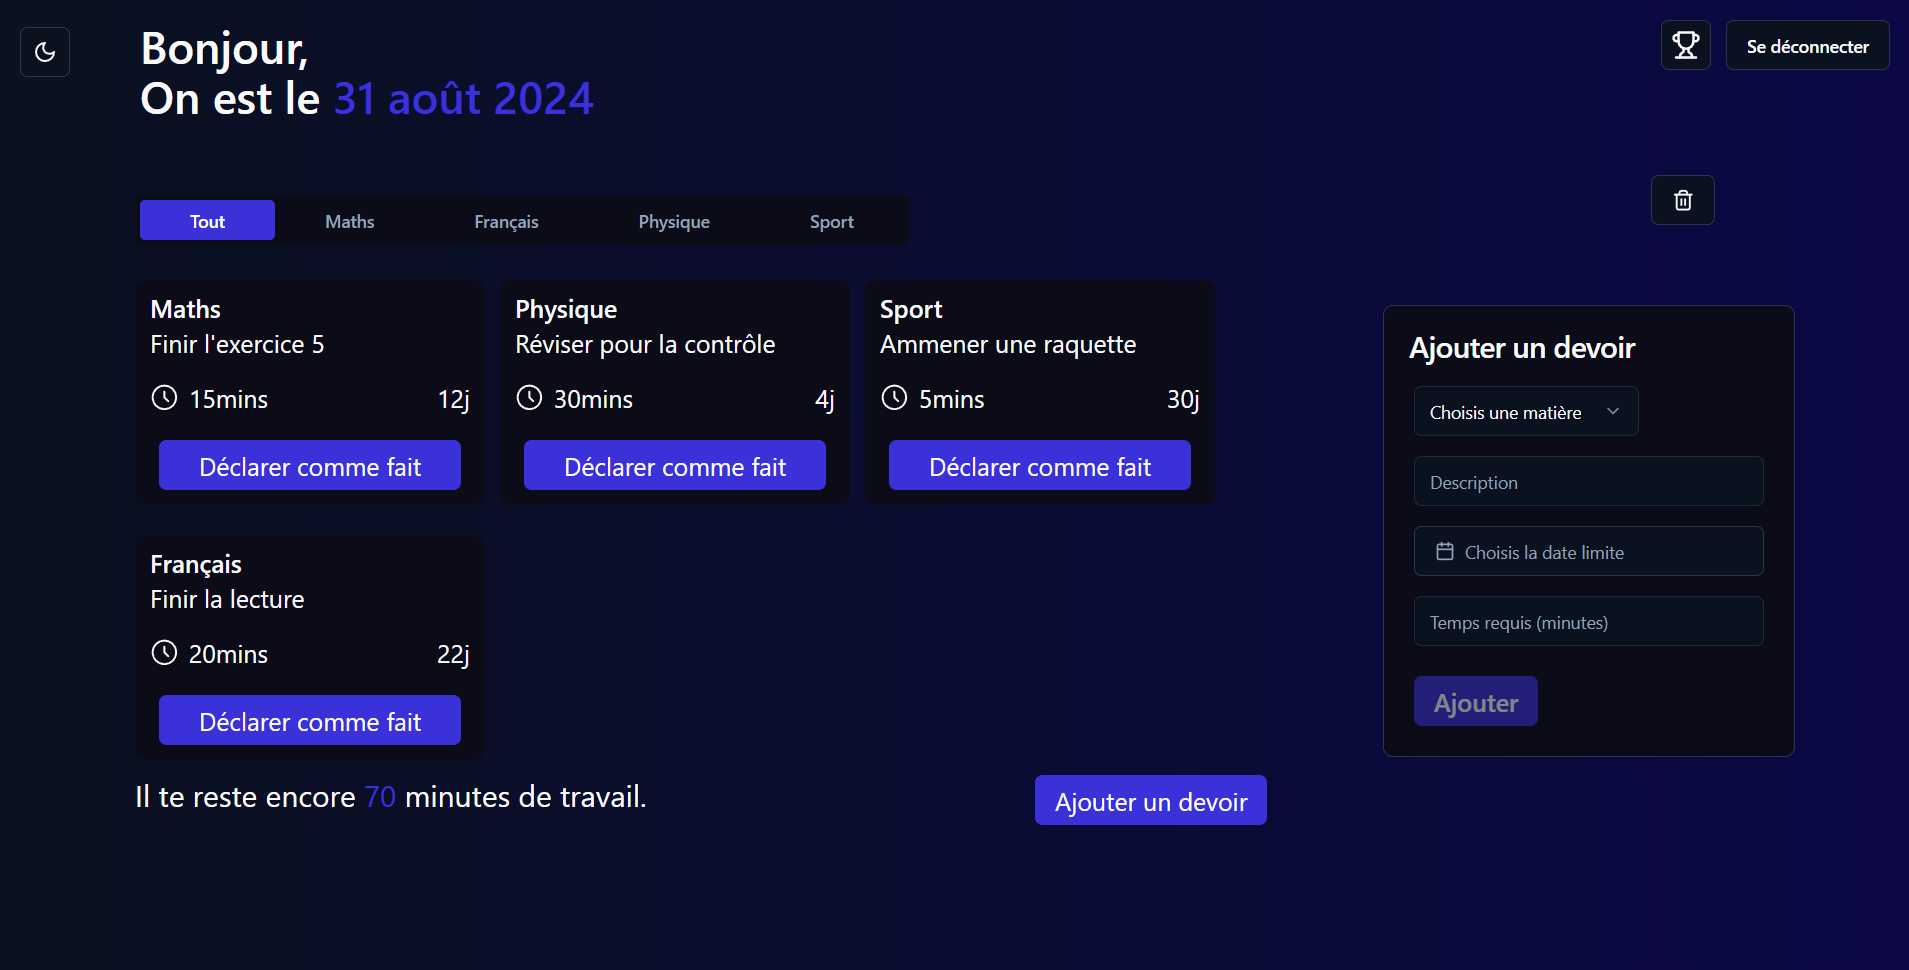 Bonjour,
On est le 31 août 2024
Se déconnecter
Tout
Maths
Français
Physique
Sport
Maths
Finir l'exercice 5
15mins
12j
Déclarer comme fait
Physique
Réviser pour la contrôle
30mins
4j
Déclarer comme fait
Sport
Ammener une raquette
5mins
30j
Déclarer comme fait
Français
Finir la lecture
20mins
22j
Déclarer comme fait
Il te reste encore 70 minutes de travail.
Ajouter un devoir
Ajouter un devoir
Choisis une matière
Description
Choisis la date limite
Temps requis (minutes)
Ajouter